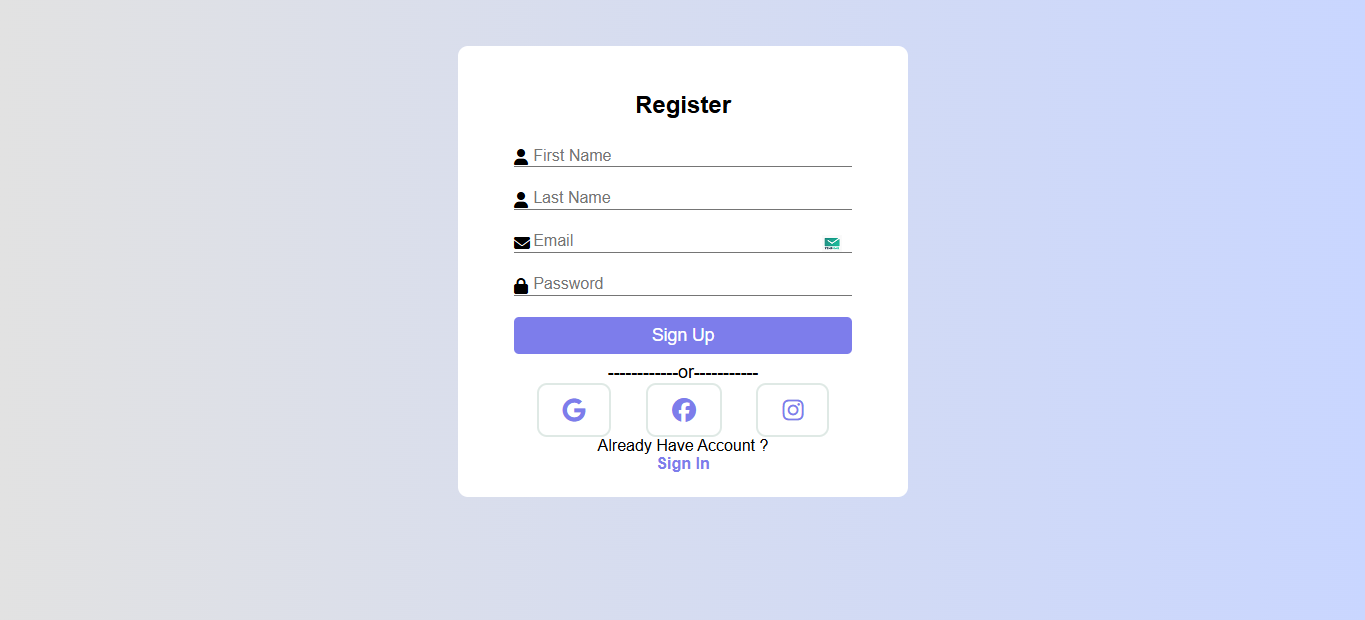 Register
First Name
Last Name
Email
Password
Sign Up
------------or-----------
Already Have Account ?
Sign In